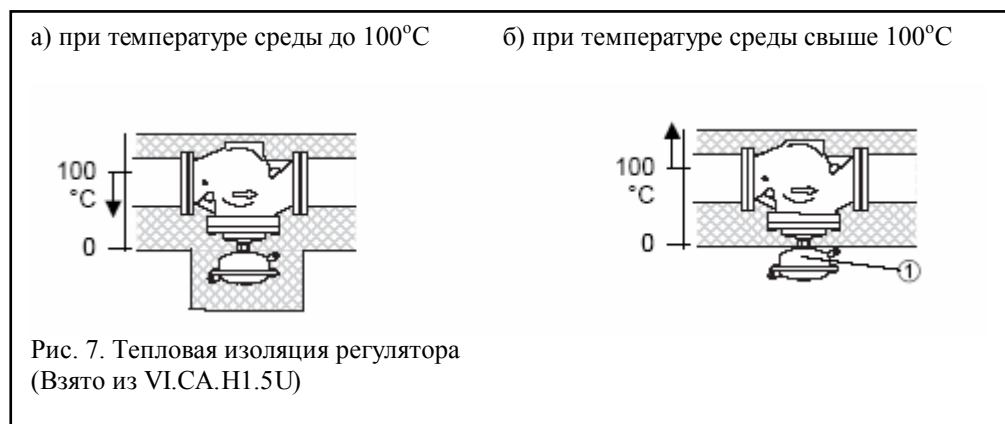 а) при температуре среды до 100°C
б) при температуре среды свыше 100°C
100
°C
0
100
°C
0
1
Рис. 7. Тепловая изоляция регулятора
(Взято из VI.CA.H1.5U)